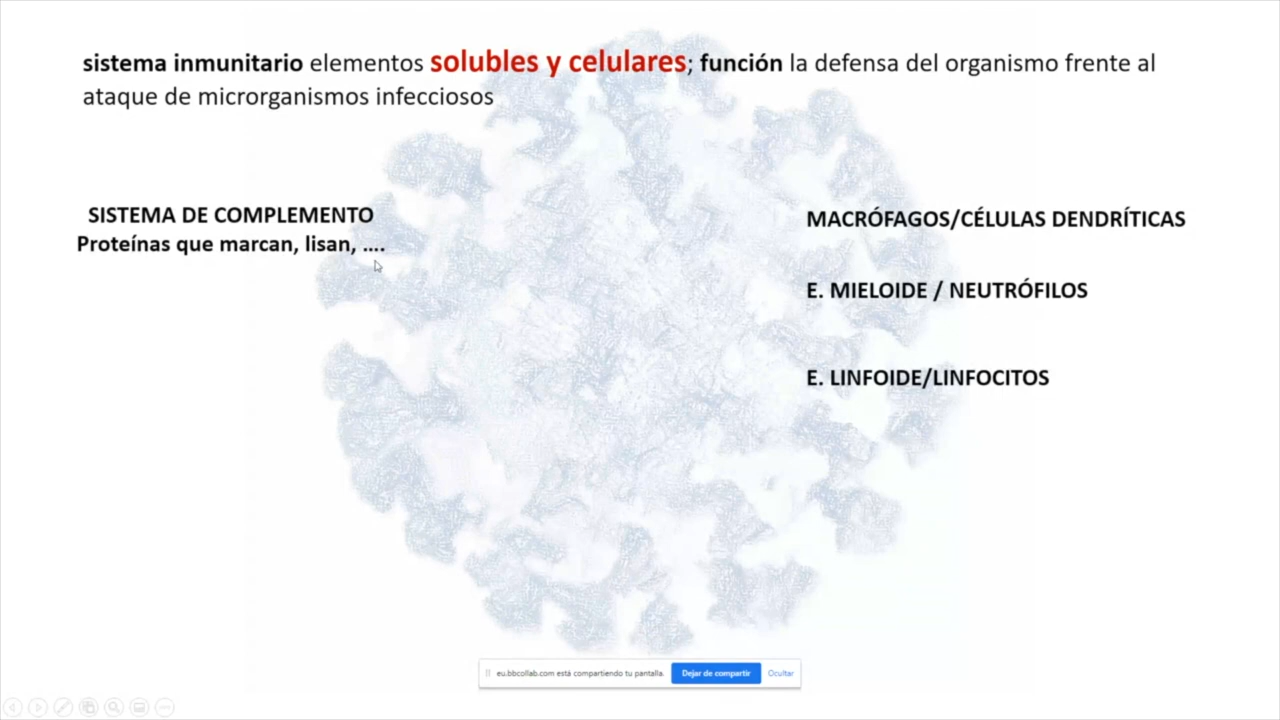 sistema inmunitario elementos solubles y celulares; función la defensa del organismo frente al
ataque de microrganismos infecciosos
SISTEMA DE COMPLEMENTO
Proteínas que marcan, lisan, ....
MACRÓFAGOS/CÉLULAS DENDRÍTICAS
E. MIELOIDE / NEUTRÓFILOS
E. LINFOIDE/LINFOCITOS
eu.bbcollab.com está compartiendo tu pantalla. Dejar de compartir Ocultar